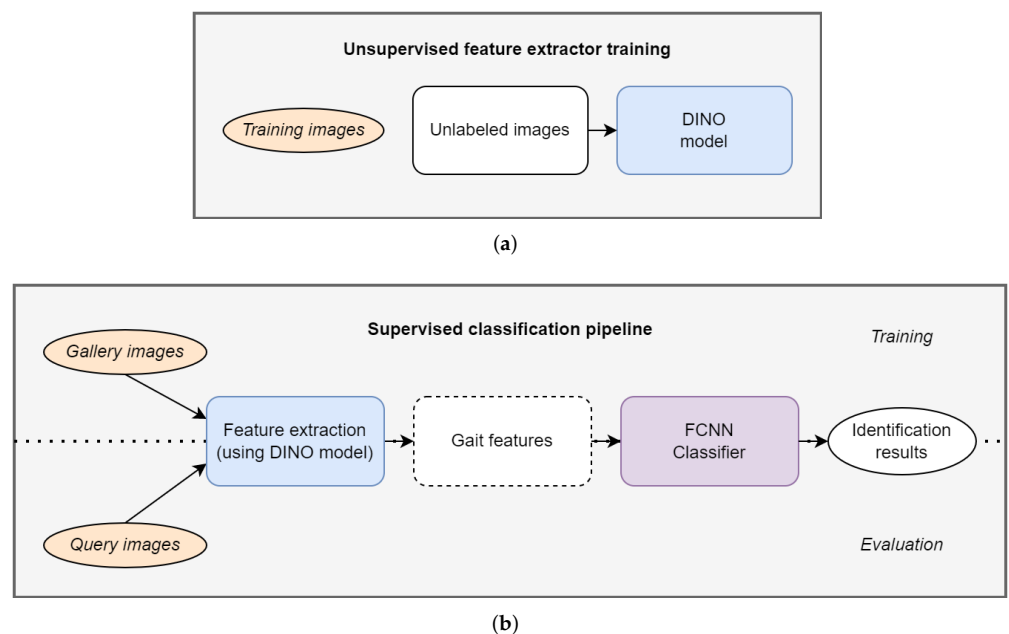 Unsupervised feature extractor training
Training images
Unlabeled images
DINO
model
(a)
Supervised classification pipeline
Training
Gallery images
Feature extraction
(using DINO model)
Gait features
FCNN
Classifier
Identification
results
Query images
Evaluation
(b)